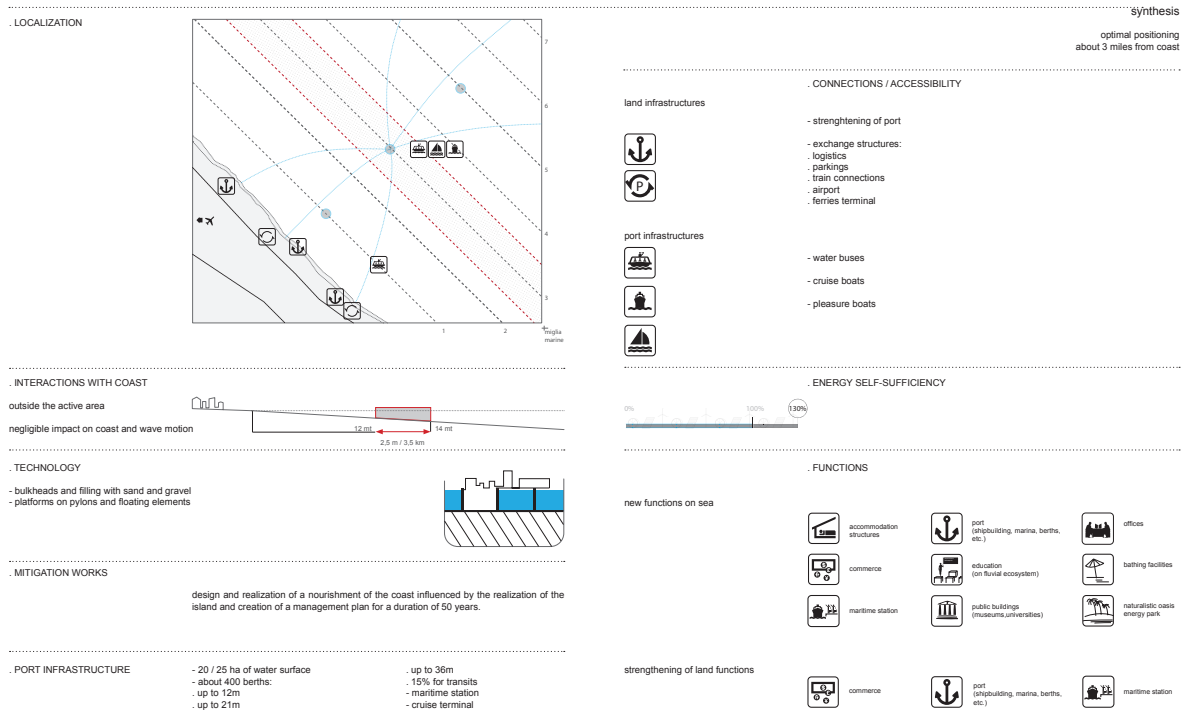 synthesis
optimal positioning
about 3 miles from coast
. LOCALIZATION
7
6
5
4
3
1
2
miglia
marine
. INTERACTIONS WITH COAST
outside the active area
negligible impact on coast and wave motion
12 mt
14 mt
2,5 m / 3,5 km
. TECHNOLOGY
- bulkheads and filling with sand and gravel
- platforms on pylons and floating elements
. MITIGATION WORKS
design and realization of a nourishment of the coast influenced by the realization of the
island and creation of a management plan for a duration of 50 years.
. PORT INFRASTRUCTURE
- 20 / 25 ha of water surface
- about 400 berths:
. up to 12m
. up to 21m
. up to 36m
. 15% for transits
- maritime station
- cruise terminal
. CONNECTIONS / ACCESSIBILITY
land infrastructures
- strenghtening of port
- exchange structures:
. logistics
. parkings
. train connections
. airport
. ferries terminal
P
port infrastructures
- water buses
- cruise boats
- pleasure boats
. ENERGY SELF-SUFFICIENCY
0%
100%
130%
. FUNCTIONS
new functions on sea
accommodation
structures
port
(shipbuilding, marina, berths,
etc.)
offices
commerce
education
(on fluvial ecosystem)
bathing facilities
maritime station
public buildings
(museums,universities)
naturalistic oasis
energy park
strengthening of land functions
commerce
port
(shipbuilding, marina, berths,
etc.)
maritime station